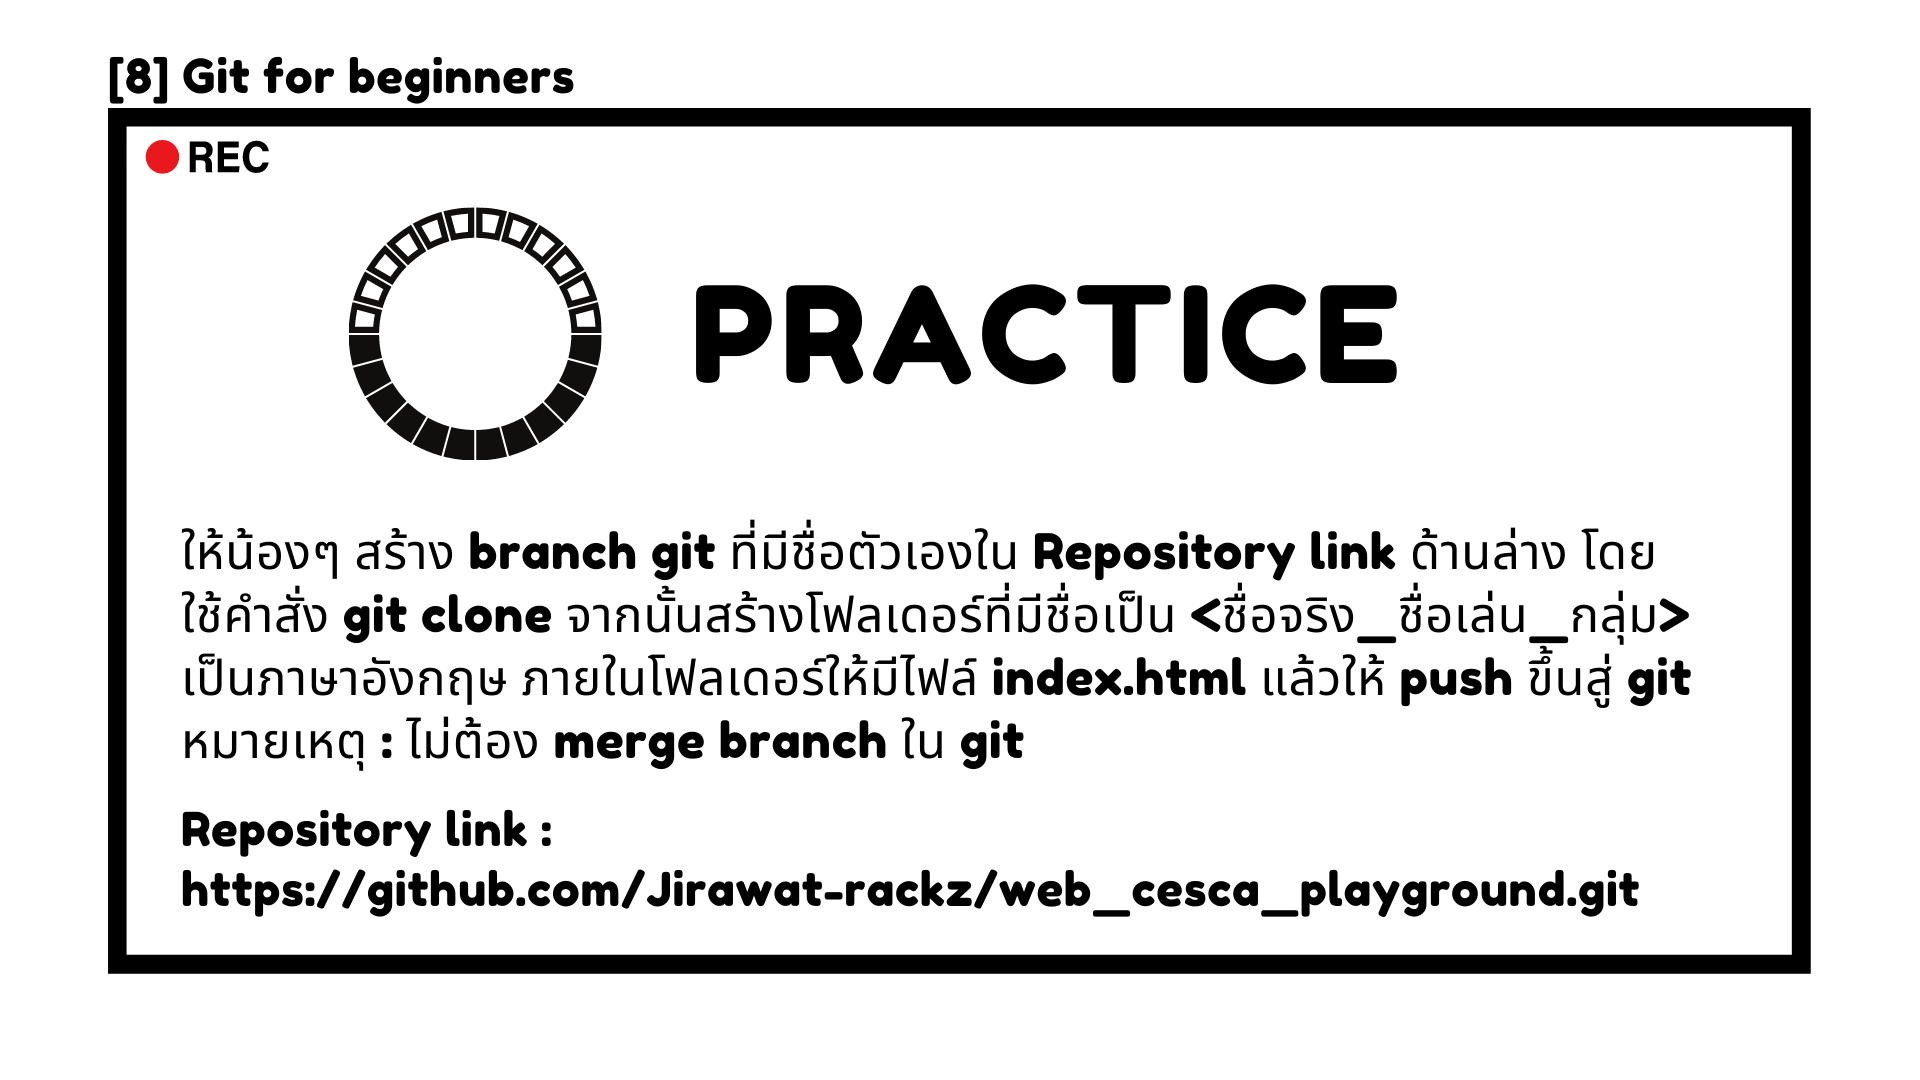 [8] Git for beginners
REC
PRACTICE
ให้น้องๆ สร้าง branch git ที่มีชื่อตัวเองใน Repository link ด้านล่าง โดย
ใช้คำสั่ง git clone จากนั้นสร้างโฟลเดอร์ที่มีชื่อเป็น <ชื่อจริง_ชื่อเล่น_กลุ่ม>
เป็นภาษาอังกฤษ ภายในโฟลเดอร์ให้มีไฟล์ index.html แล้วให้ push ขึ้นสู่ git
หมายเหตุ : ไม่ต้อง merge branch ใน git
Repository link :
https://github.com/Jirawat-rackz/web_cesca_playground.git